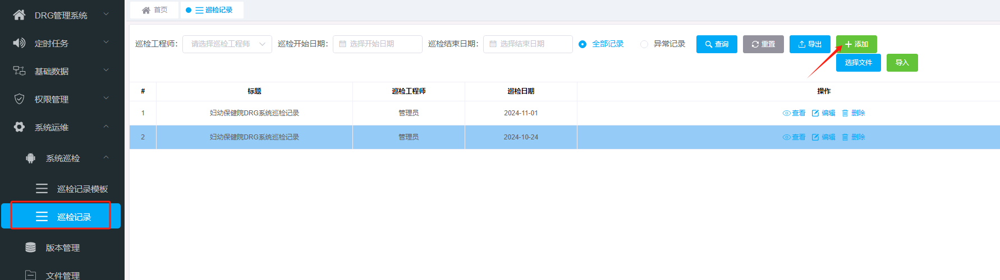 DRG管理系统
定时任务
基础数据
权限管理
系统运维
系统巡检
巡检记录模板
巡检记录
版本管理
文件管理
首页 巡检记录
巡检工程师: 请选择巡检工程师 巡检开始日期: 选择开始日期 巡检结束日期: 选择结束日期 全部记录 异常记录 查询 重置 导出 添加
选择文件 导入
# 标题 巡检工程师 巡检日期 操作
1 妇幼保健院DRG系统巡检记录 管理员 2024-11-01 查看 编辑 删除
2 妇幼保健院DRG系统巡检记录 管理员 2024-10-24 查看 编辑 删除